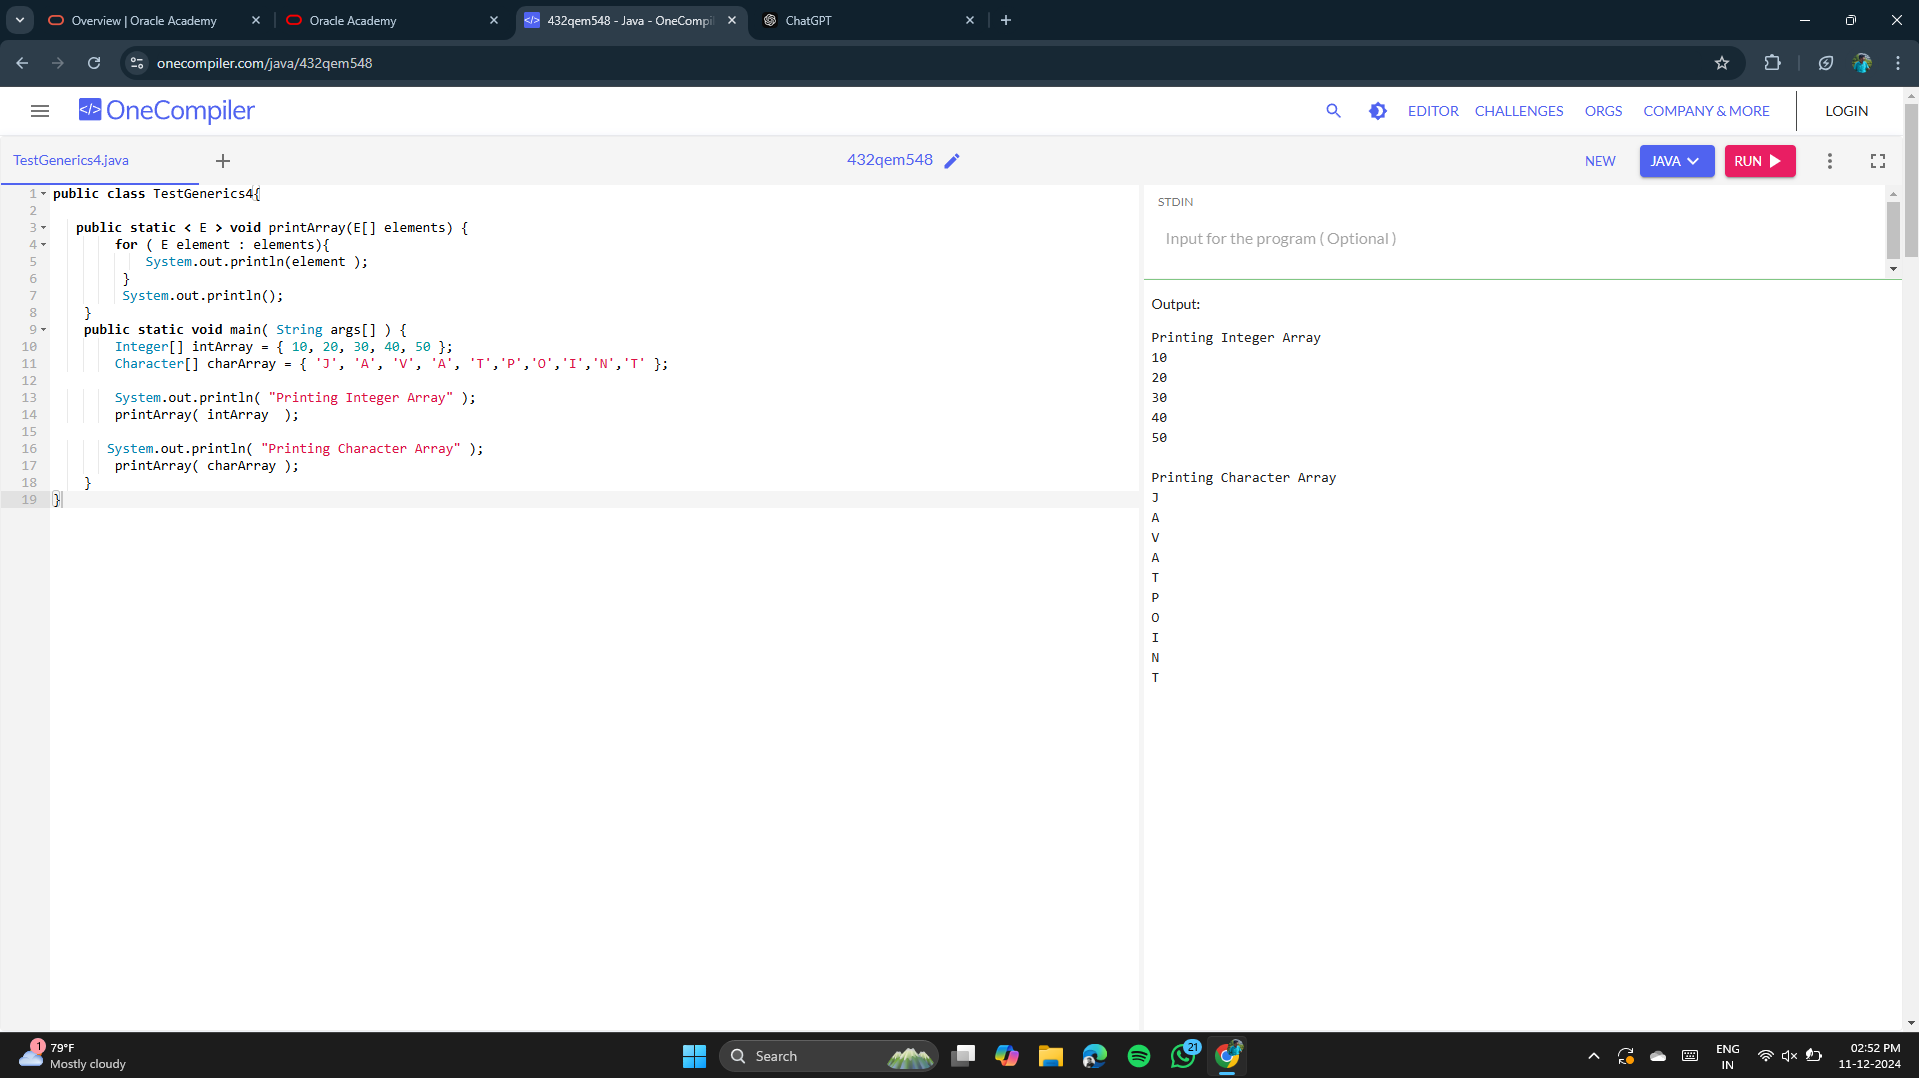 Overview | Oracle Academy
Oracle Academy
432qem548 - Java - OneCompil
ChatGPT
onecompiler.com/java/432qem548
</> OneCompiler
EDITOR CHALLENGES ORGS COMPANY & MORE LOGIN
TestGenerics4.java
432qem548
NEW JAVA RUN
1 public class TestGenerics4{
2
3 public static < E > void printArray(E[] elements) {
4 for ( E element : elements){
5 System.out.println(element );
6 }
7 System.out.println();
8 }
9 public static void main( String args[] ) {
10 Integer[] intArray = { 10, 20, 30, 40, 50 };
11 Character[] charArray = { 'J', 'A', 'V', 'A', 'T','P','O','I','N','T' };
12
13 System.out.println( "Printing Integer Array" );
14 printArray( intArray  );
15
16 System.out.println( "Printing Character Array" );
17 printArray( charArray );
18 }
19 }
STDIN
Input for the program ( Optional )
Output:
Printing Integer Array
10
20
30
40
50
Printing Character Array
J
A
V
A
T
P
O
I
N
T
1
79°F
Mostly cloudy
Search
21
ENG
IN
02:52 PM
11-12-2024